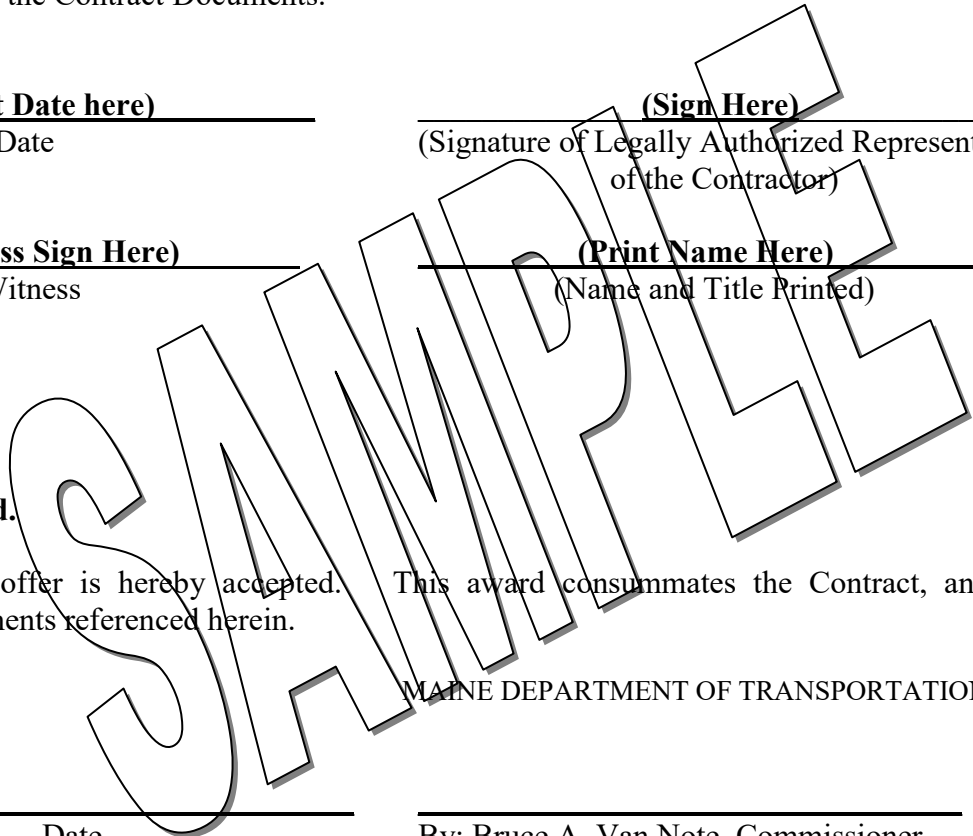 the Contract Documents.
t Date here)
(Sign Here)
Date
(Signature of Legally Authorized Represent
of the Contractor)
ss Sign Here)
(Print Name Here)
Witness
(Name and Title Printed)
SAMPLE
d.
offer is hereby accepted. This award consummates the Contract, an
ments referenced herein.
MAINE DEPARTMENT OF TRANSPORTATION
Date
By: Bruce A. Van Note, Commissioner